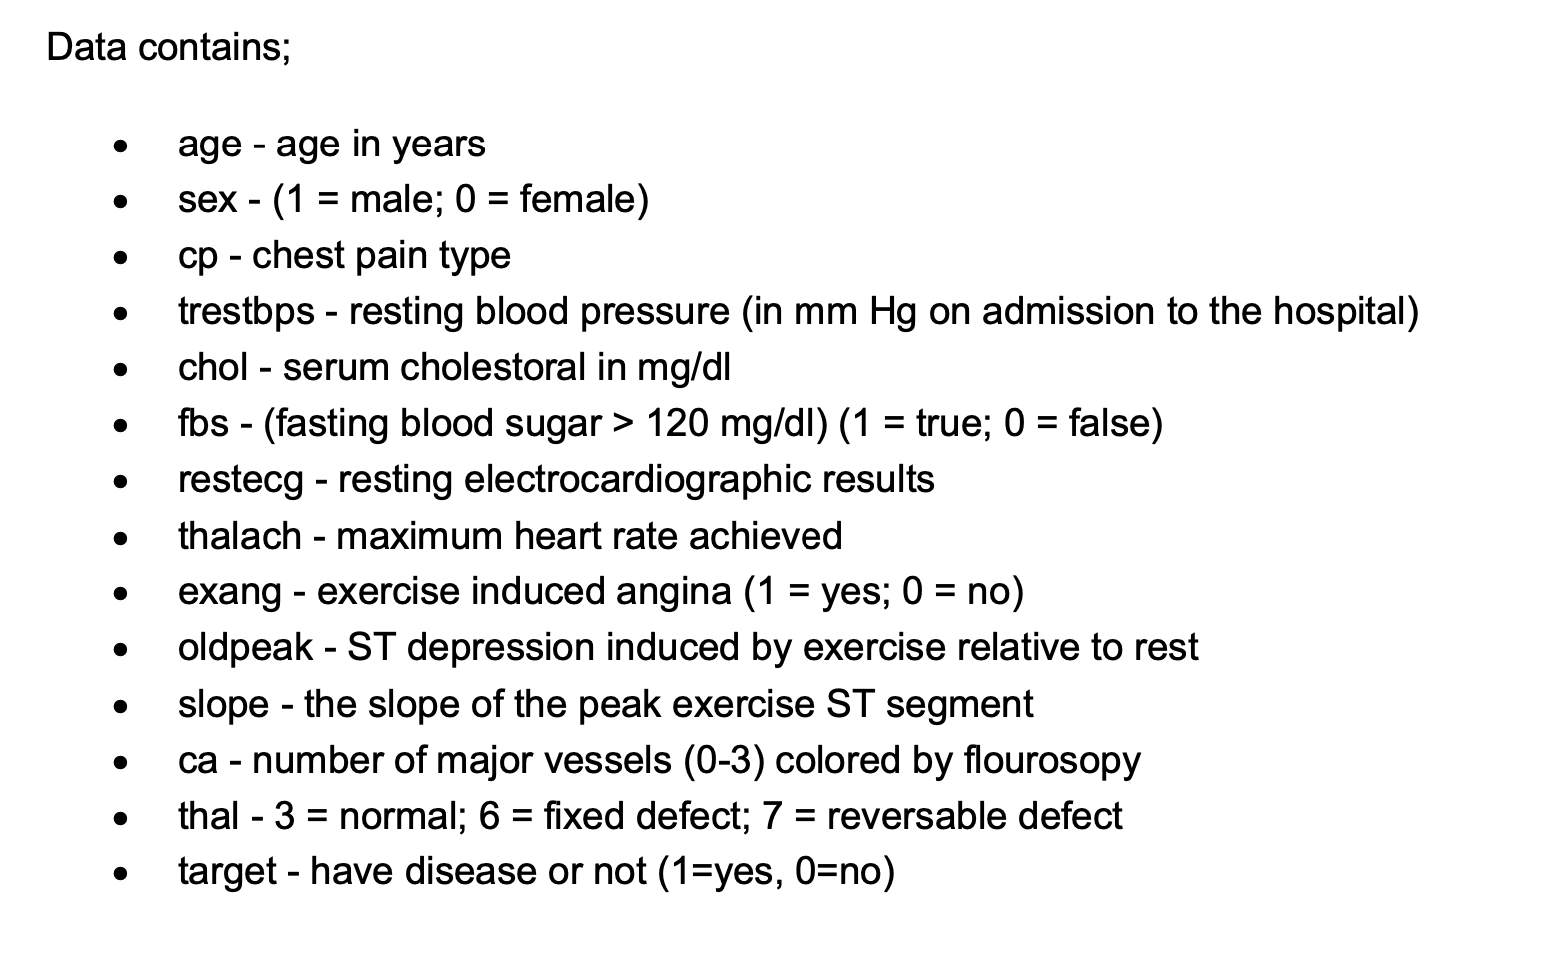 Data contains;
• age - age in years
• sex - (1 = male; 0 = female)
• cp - chest pain type
• trestbps - resting blood pressure (in mm Hg on admission to the hospital)
• chol - serum cholestoral in mg/dl
• fbs - (fasting blood sugar > 120 mg/dl) (1 = true; 0 = false)
• restecg - resting electrocardiographic results
• thalach - maximum heart rate achieved
• exang - exercise induced angina (1 = yes; 0 = no)
• oldpeak - ST depression induced by exercise relative to rest
• slope - the slope of the peak exercise ST segment
• ca - number of major vessels (0-3) colored by flourosopy
• thal - 3 = normal; 6 = fixed defect; 7 = reversable defect
• target - have disease or not (1=yes, 0=no)